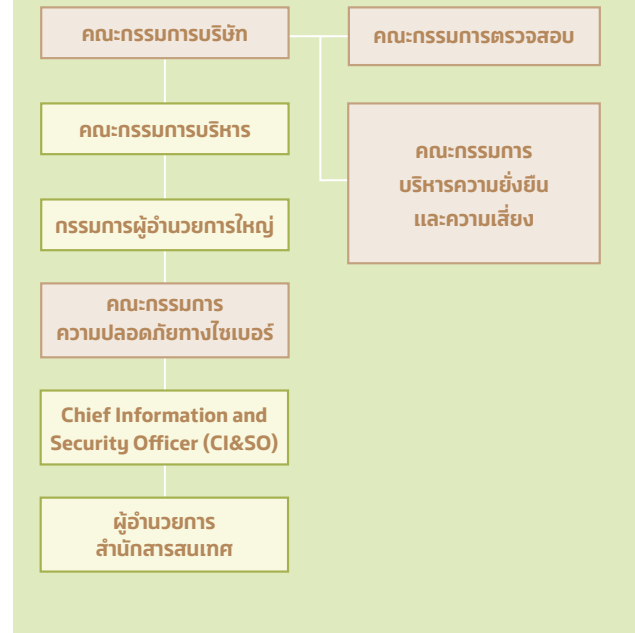 คณะกรรมการบริษัท
คณะกรรมการตรวจสอบ
คณะกรรมการบริหาร
คณะกรรมการ
บริหารความยั่งยืน
และความเสี่ยง
กรรมการผู้อำนวยการใหญ่
คณะกรรมการ
ความปลอดภัยทางไซเบอร์
Chief Information and
Security Officer (CI&SO)
ผู้อำนวยการ
สำนักสารสนเทศ